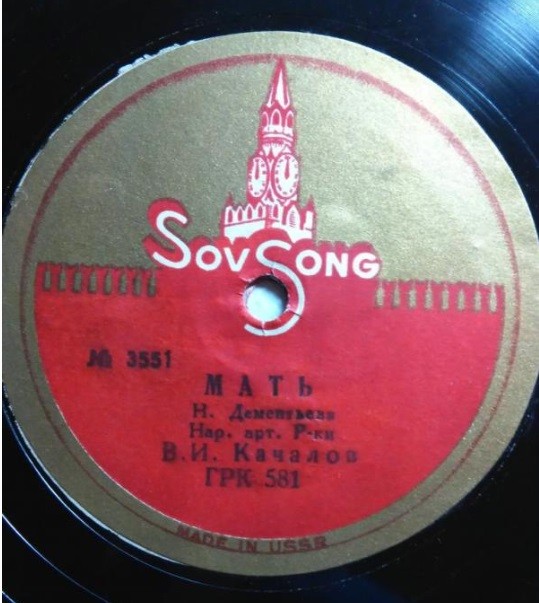 SOVSONG
№ 3551
МАТЬ
Н. Дементьева
Нар. арт. Р-ки
В.И. Качалов
ГРК 581
MADE IN USSR